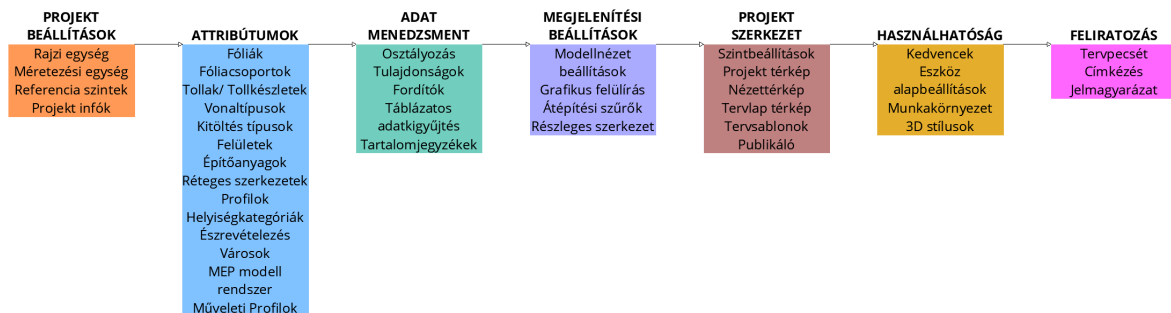 PROJEKT
BEÁLLÍTÁSOK
Rajzi egység
Méretezési egység
Referencia szintek
Projekt infók
ATTRIBÚTUMOK
Fóliák
Fóliacsoportok
Tollak/ Tollkészletek
Vonaltípusok
Kitöltés típusok
Felületek
Építőanyagok
Réteges szerkezetek
Profilok
Helyiségkategóriák
Észrevételezés
Városok
MEP modell
rendszer
Műveleti Profilok
ADAT
MENEDZSMENT
Osztályozás
Tulajdonságok
Fordítók
Táblázatos
adatkigyűjtés
Tartalomjegyzékek
MEGJELENÍTÉSI
BEÁLLÍTÁSOK
Modellnézet
beállítások
Grafikus felülírás
Átépítési szűrők
Részleges szerkezet
PROJEKT
SZERKEZET
Szintbeállítások
Projekt térkép
Nézettérkép
Tervlap térkép
Tervsablonok
Publikáló
HASZNÁLHATÓSÁG
Kedvencek
Eszköz
alapbeállítások
Munkakörnyezet
3D stílusok
FELIRATOZÁS
Tervpecsét
Címkézés
Jelmagyarázat